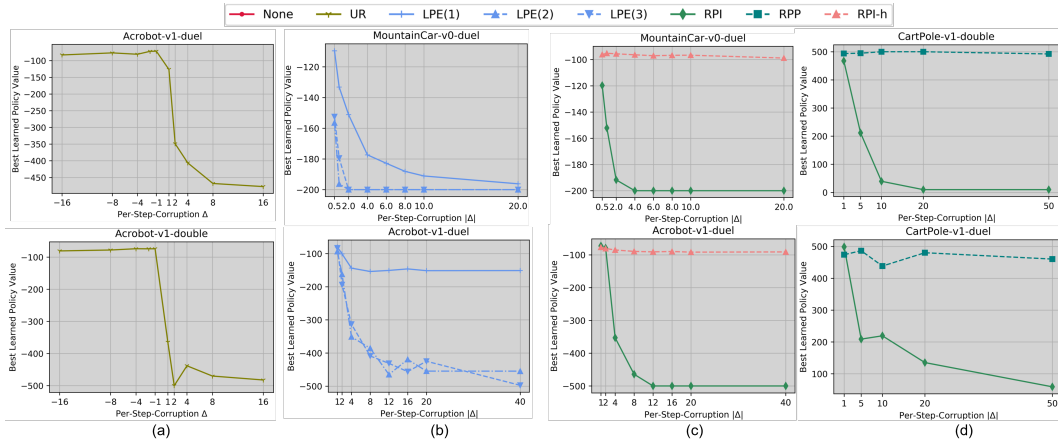 None UR LPE(1) LPE(2) LPE(3) RPI RPP RPI-h
Acrobot-v1-duel
Best Learned Policy Value
−100
−150
−200
−250
−300
−350
−400
−450
−16 −8 −4 −1 1 2 4 8 16
Per-Step-Corruption Δ
MountainCar-v0-duel
Best Learned Policy Value
−120
−140
−160
−180
−200
0.52.0 4.0 6.0 8.0 10.0 20.0
Per-Step-Corruption |Δ|
MountainCar-v0-duel
Best Learned Policy Value
−100
−120
−140
−160
−180
−200
0.52.0 4.0 6.0 8.0 10.0 20.0
Per-Step-Corruption |Δ|
CartPole-v1-double
Best Learned Policy Value
500
400
300
200
100
0
1 5 10 20 50
Per-Step-Corruption |Δ|
Acrobot-v1-double
Best Learned Policy Value
−100
−200
−300
−400
−500
−16 −8 −4 −1 1 2 4 8 16
Per-Step-Corruption Δ
(a)
Acrobot-v1-duel
Best Learned Policy Value
−100
−200
−300
−400
−500
12 4 8 12 16 20 40
Per-Step-Corruption |Δ|
(b)
Acrobot-v1-duel
Best Learned Policy Value
−100
−200
−300
−400
−500
12 4 8 12 16 20 40
Per-Step-Corruption |Δ|
(c)
CartPole-v1-duel
Best Learned Policy Value
500
400
300
200
100
1 5 10 20 50
Per-Step-Corruption |Δ|
(d)